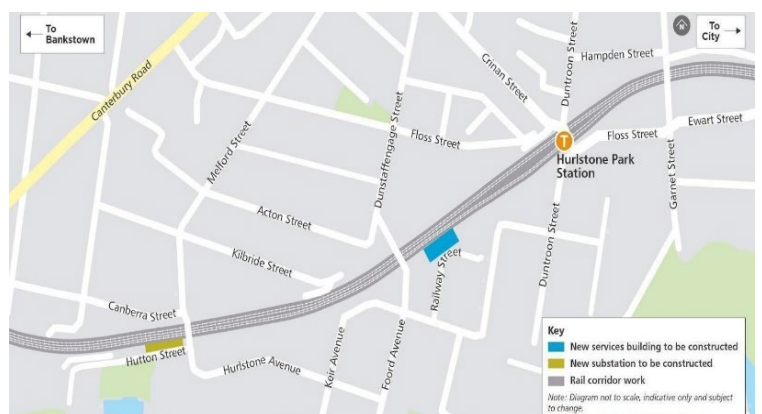 To
Bankstown
To
City
Canterbury Road
Melford Street
Dunstaffengage Street
Crinan Street
Duntroon Street
Hampden Street
Floss Street
T
Hurlstone Park
Station
Floss Street
Ewart Street
Garnet Street
Acton Street
Kilbride Street
Duntroon Street
Railway Street
Canberra Street
Hutton Street
Hurlstone Avenue
Keir Avenue
Foord Avenue
Key
New services building to be constructed
New substation to be constructed
Rail corridor work
Note: Diagram not to scale, indicative only and subject
to change.